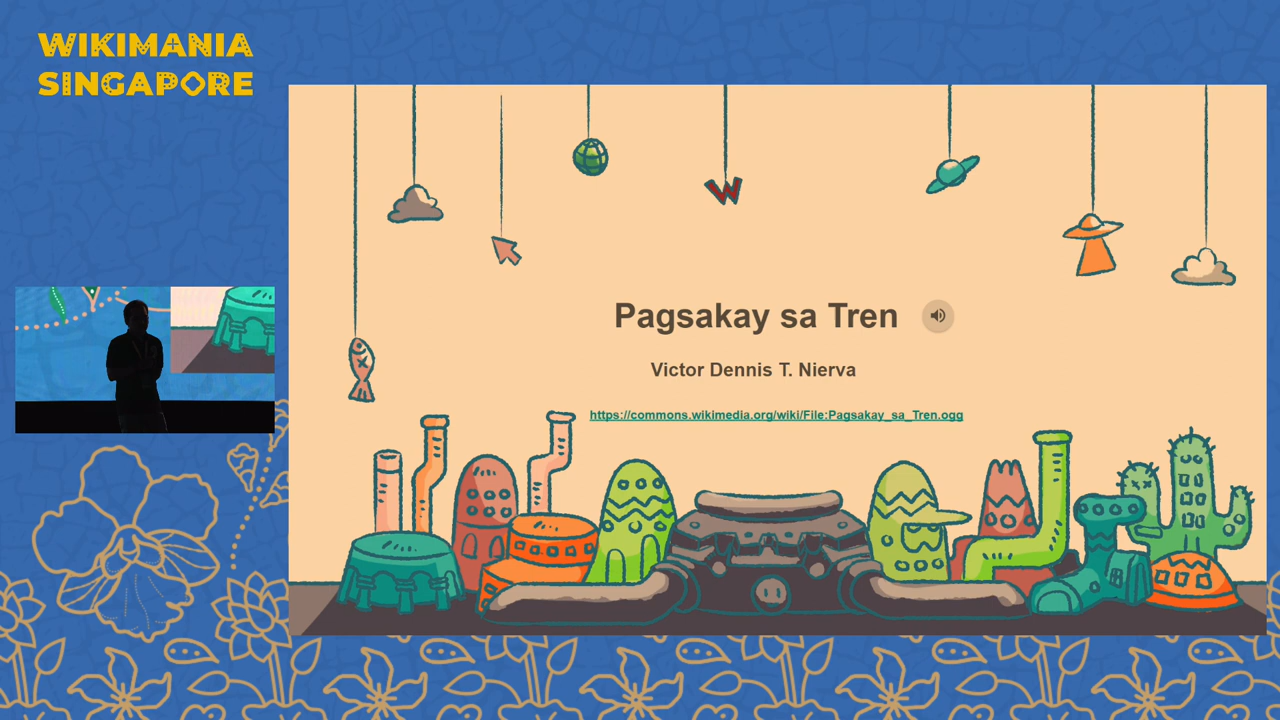 WIKIMANIA
SINGAPORE
W
Pagsakay sa Tren
Victor Dennis T. Nierva
https://commons.wikimedia.org/wiki/File:Pagsakay_sa_Tren.ogg